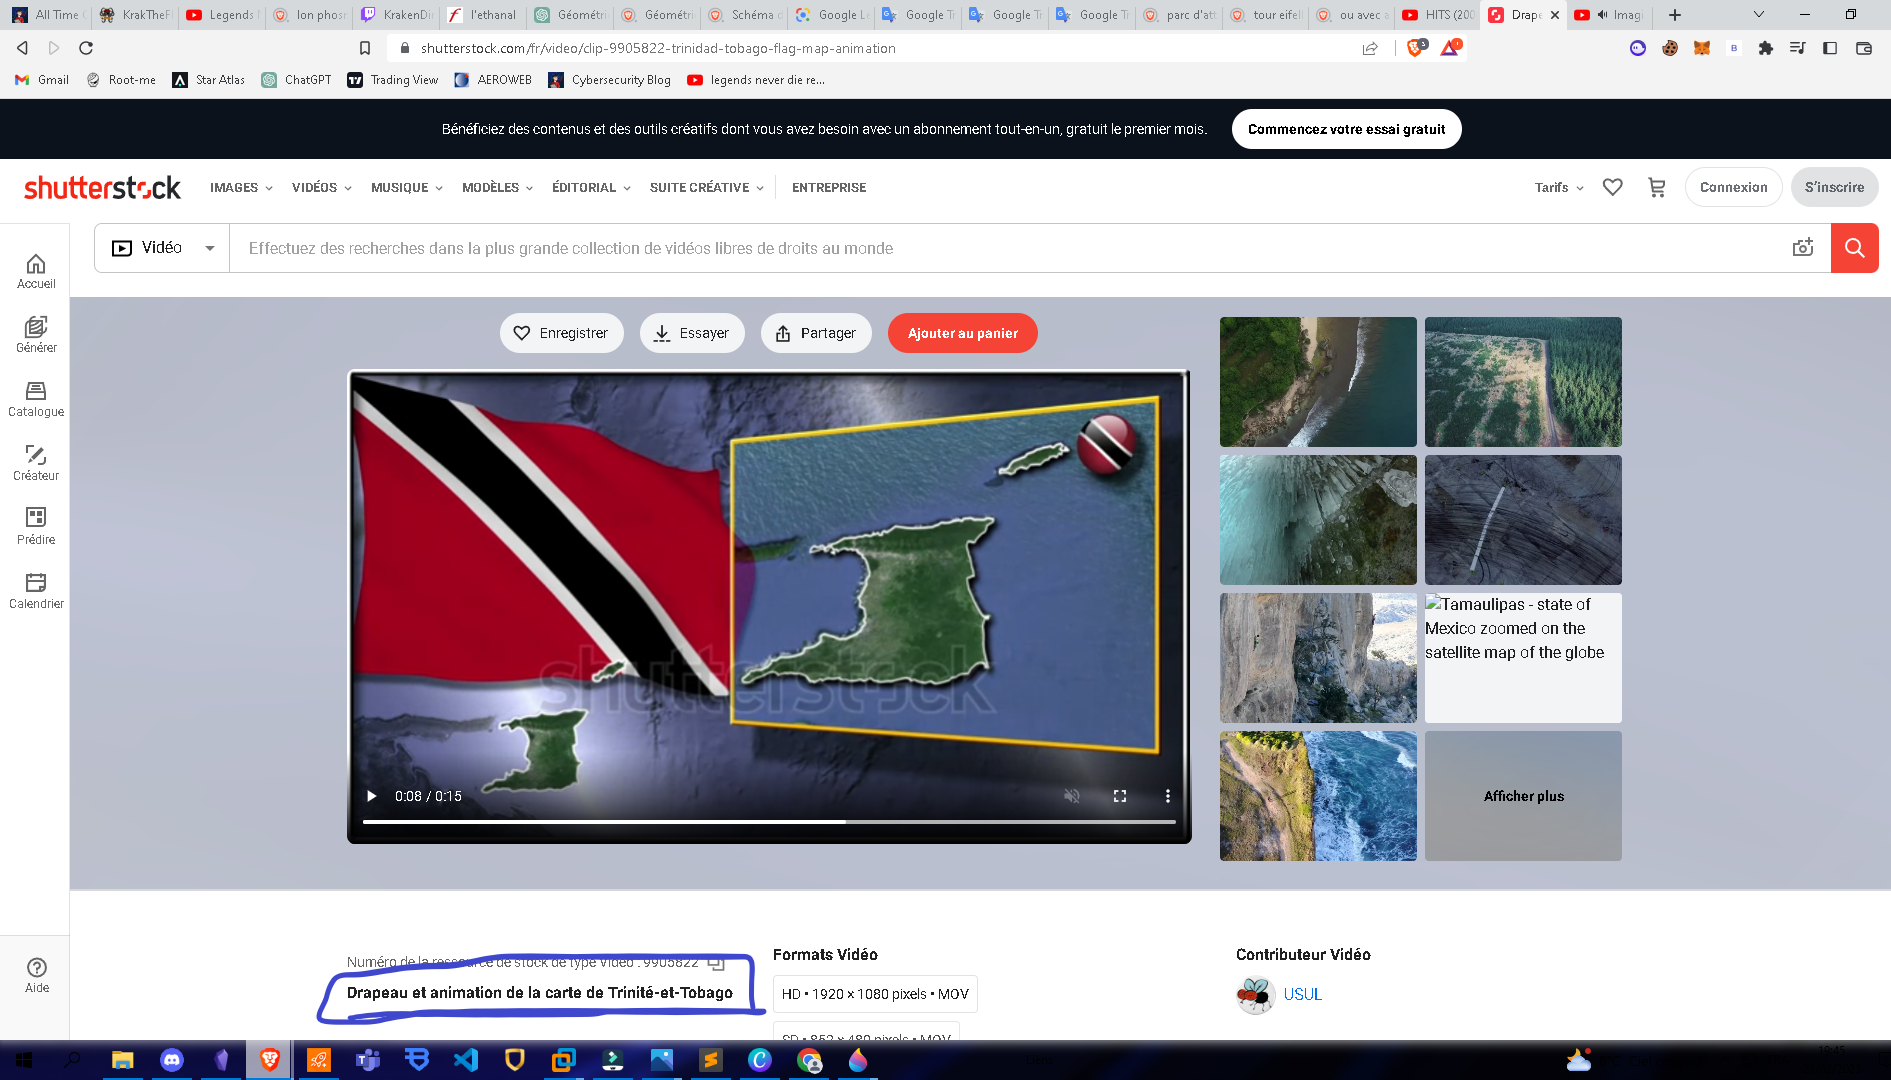 All Time
KrakTheF
Legends
Ion phos
KrakenDi
l'ethanal
Géométr
Géométri
Schéma d
Google L
Google T
Google T
Google Tr
parc d'att
tour eifel
ou avec a
HITS (200
Drape
Imagi
shutterstock.com/fr/video/clip-9905822-trinidad-tobago-flag-map-animation
Gmail
Root-me
Star Atlas
ChatGPT
Trading View
AEROWEB
Cybersecurity Blog
legends never die re...
Bénéficiez des contenus et des outils créatifs dont vous avez besoin avec un abonnement tout-en-un, gratuit le premier mois.
Commencez votre essai gratuit
shutterstock
IMAGES
VIDÉOS
MUSIQUE
MODÈLES
ÉDITORIAL
SUITE CRÉATIVE
ENTREPRISE
Tarifs
Connexion
S'inscrire
Vidéo
Effectuez des recherches dans la plus grande collection de vidéos libres de droits au monde
Accueil
Générer
Catalogue
Créateur
Prédire
Calendrier
Aide
Enregistrer
Essayer
Partager
Ajouter au panier
shutterstock
0:08 / 0:15
Tamaulipas - state of
Mexico zoomed on the
satellite map of the globe
Afficher plus
Numéro de la ressource de stock de type Vidéo : 9905822
Drapeau et animation de la carte de Trinité-et-Tobago
Formats Vidéo
HD • 1920 × 1080 pixels • MOV
SD • 852 × 480 pixels • MOV
Contributeur Vidéo
USUL